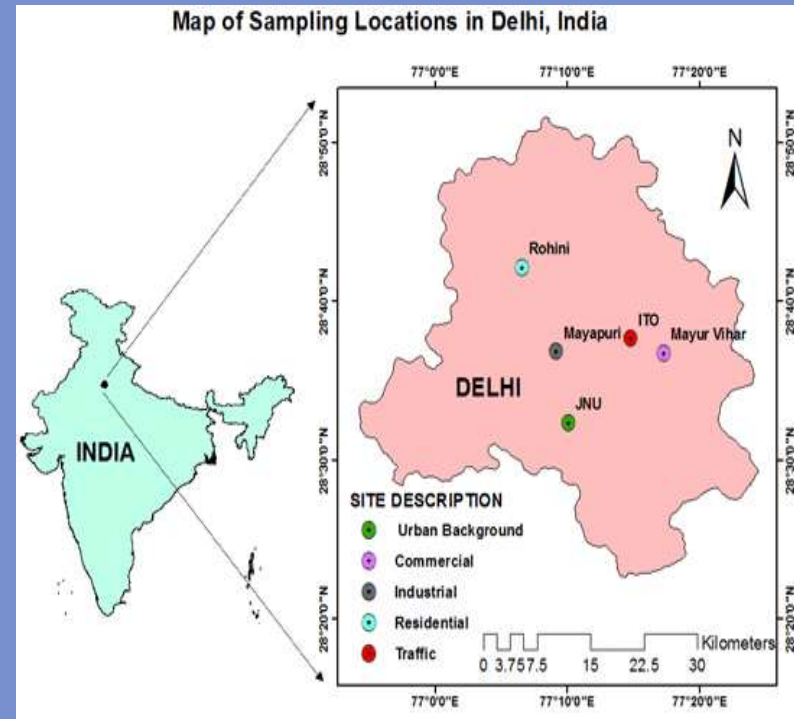 Map of Sampling Locations in Delhi, India
77°0'0"E 77°10'0"E 77°20'0"E
28°50'0"N 28°50'0"N
N
Rohini
28°40'0"N 28°40'0"N
ITO
Mayapuri Mayur Vihar
DELHI
JNU
INDIA
28°30'0"N 28°30'0"N
SITE DESCRIPTION
Urban Background
Commercial
Industrial
Residential
Traffic
28°20'0"N 28°20'0"N
Kilometers
0 3.75 7.5 15 22.5 30
77°0'0"E 77°10'0"E 77°20'0"E